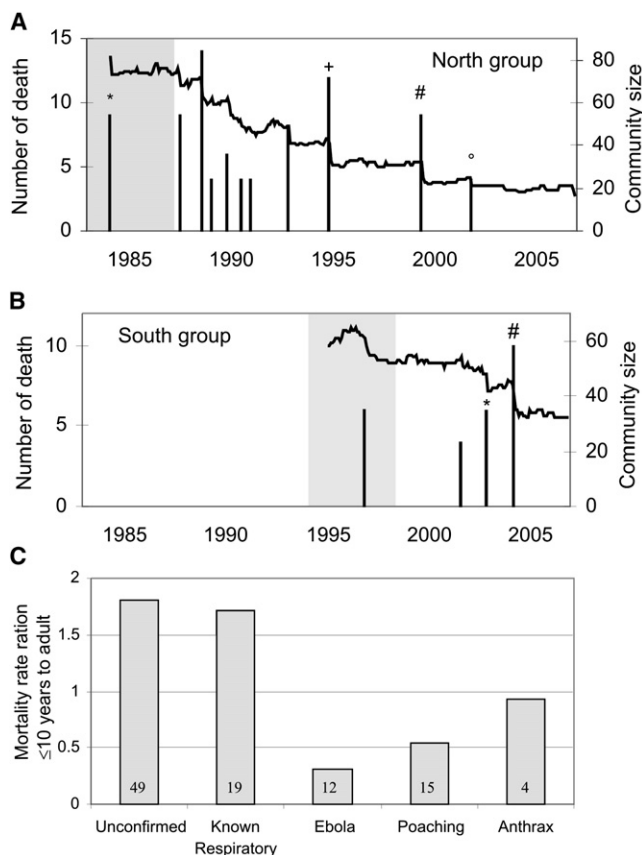 A
15
10
5
0
Number of death
*
+
#
°
North group
80
60
40
20
0
Community size
1985 1990 1995 2000 2005
B
10
5
0
Number of death
South group
*
#
60
40
20
0
Community size
1985 1990 1995 2000 2005
C
2
1.5
1
0.5
0
Mortality rate ration
≤10 years to adult
49 19 12 15 4
Unconfirmed Known Ebola Poaching Anthrax
Respiratory